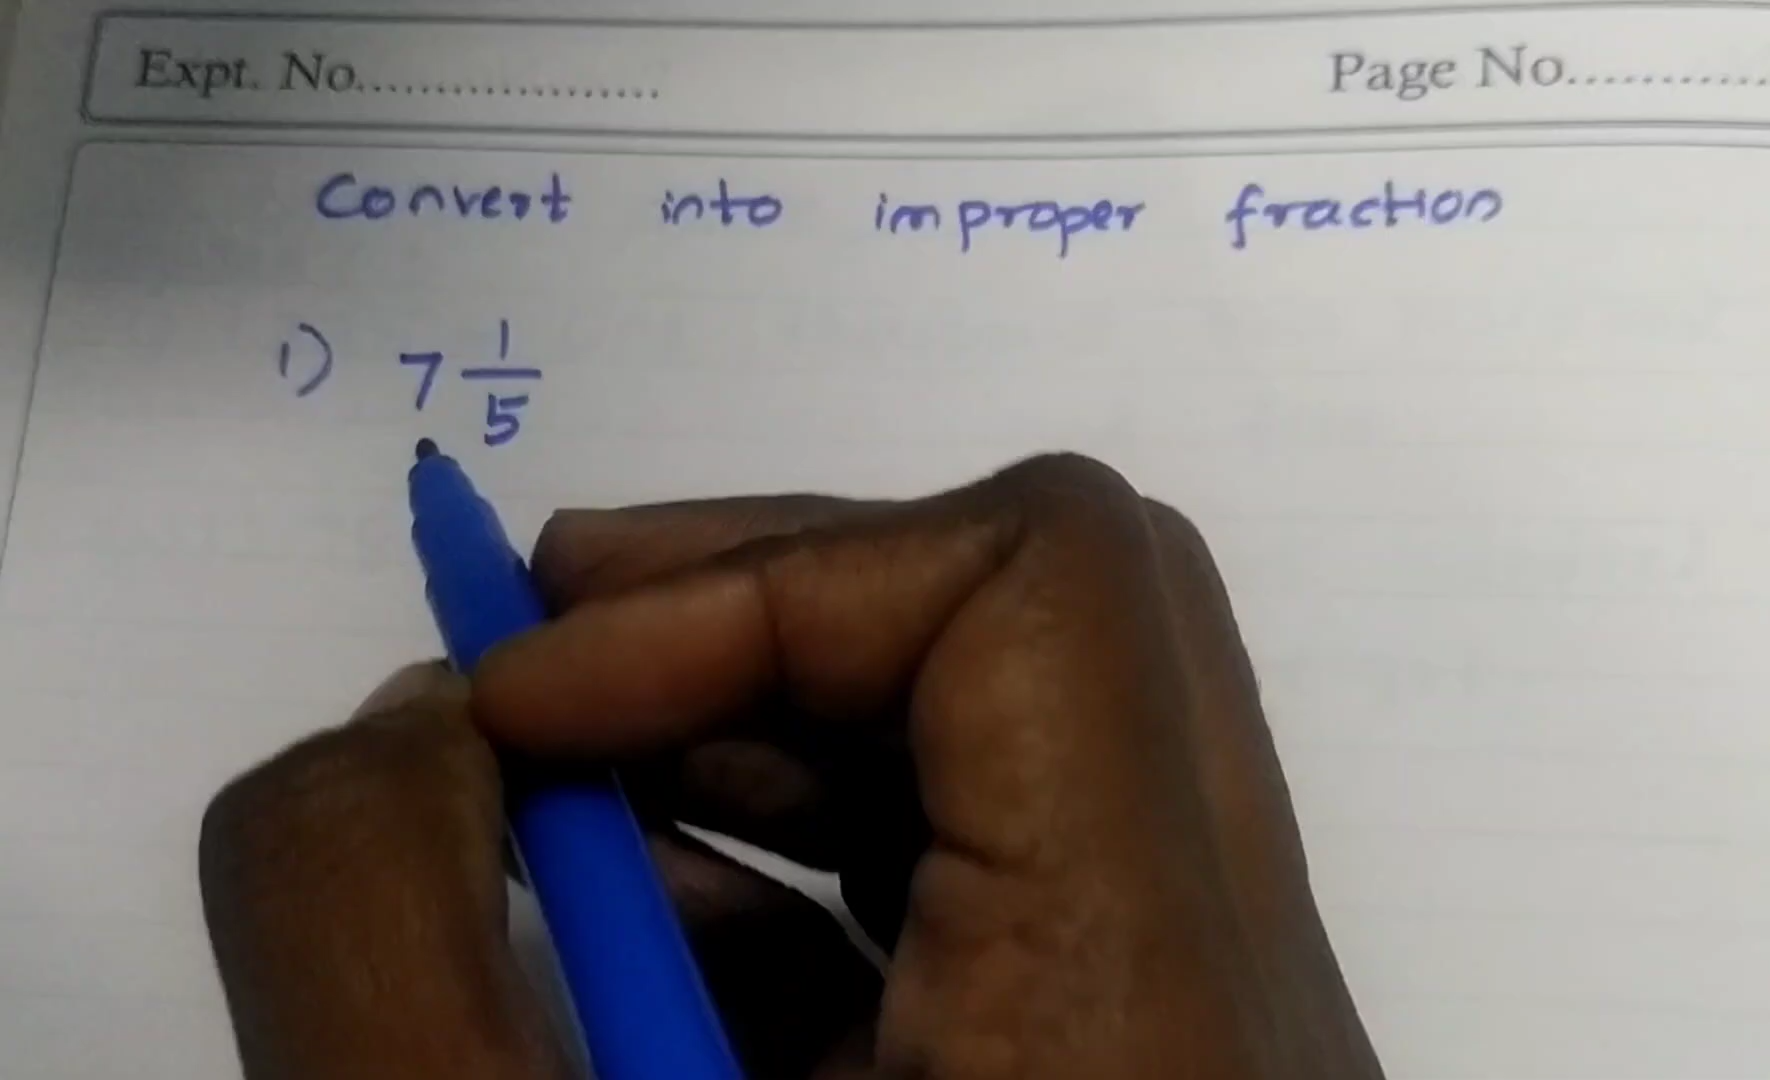 Expt. No...................
Page No...........
Convert into improper fraction
1) 7 1/5